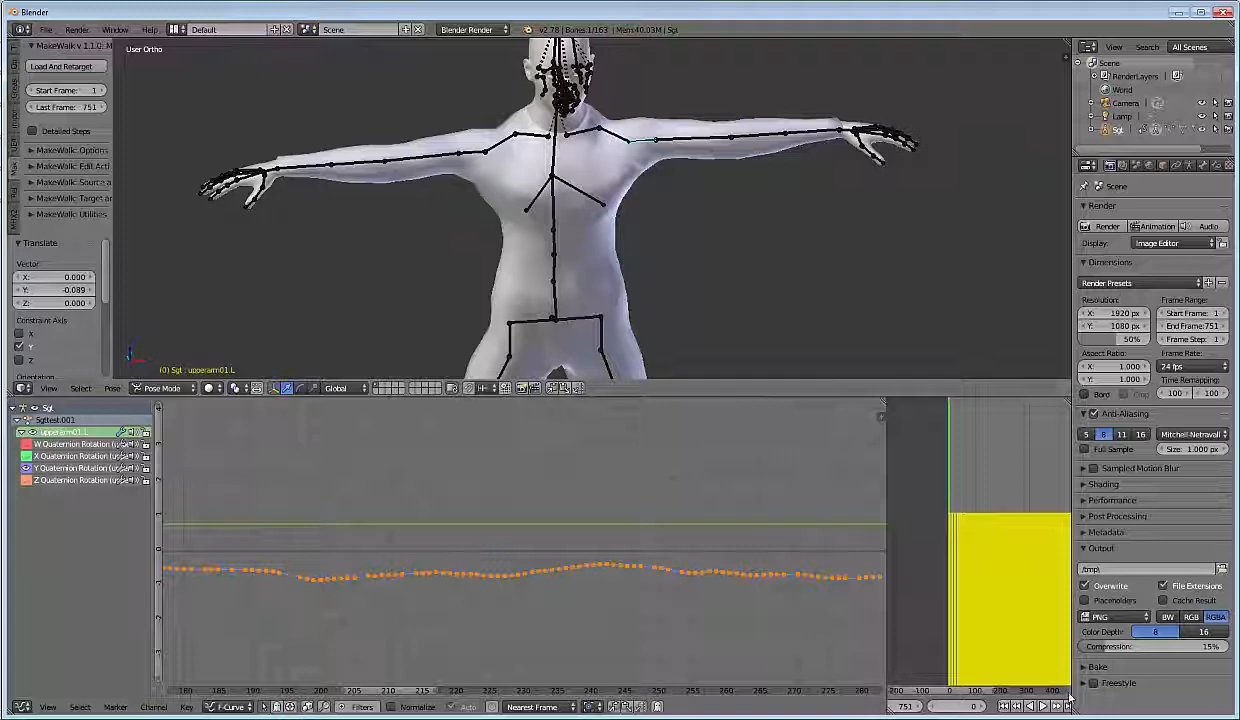 Blender
File Render Window Help Default Scene Blender Render v2.78 | Bones:1/163 | Mem:40.03M | Sgt View Search All Scenes
MakeWalk v 1.1.0: M
Load And Retarget
Start Frame: 1
Last Frame: 751
Detailed Steps
MakeWalk: Options
MakeWalk: Edit Acti
MakeWalk: Source a
MakeWalk: Target ar
MakeWalk: Utilities
MHX2
Translate
Vector
X: 0.000
Y: -0.089
Z: 0.000
Constraint Axis
X
Y
Z
Orientation
User Ortho
(0) Sgt : upperarm01.L
View Select Pose Pose Mode Global
Scene
RenderLayers
World
Camera
Lamp
Sgt
Scene
Render
Render Animation Audio
Display: Image Editor
Dimensions
Render Presets
Resolution: Frame Range:
X: 1920 px Start Frame: 1
Y: 1080 px End Frame:751
50% Frame Step: 1
Aspect Ratio: Frame Rate:
X: 1.000 24 fps
Y: 1.000 Time Remapping:
Bord Crop 100 100
Anti-Aliasing
5 8 11 16 Mitchell-Netravali
Full Sample Size: 1.000 px
Sampled Motion Blur
Shading
Performance
Post Processing
Metadata
Output
/tmp\
Overwrite File Extensions
Placeholders Cache Result
PNG BW RGB RGBA
Color Depth: 8 16
Compression: 15%
Bake
Freestyle
Sgt
Sgttest.001
upperarm01.L
W Quaternion Rotation (up
X Quaternion Rotation (up
Y Quaternion Rotation (up
Z Quaternion Rotation (up
180 185 190 195 200 205 210 215 220 225 230 235 240 245 250 255 260 265 270 275 280
-200 -100 0 100 200 300 400
View Select Marker Channel Key F-Curve Filters Normalize Auto Nearest Frame
751 0